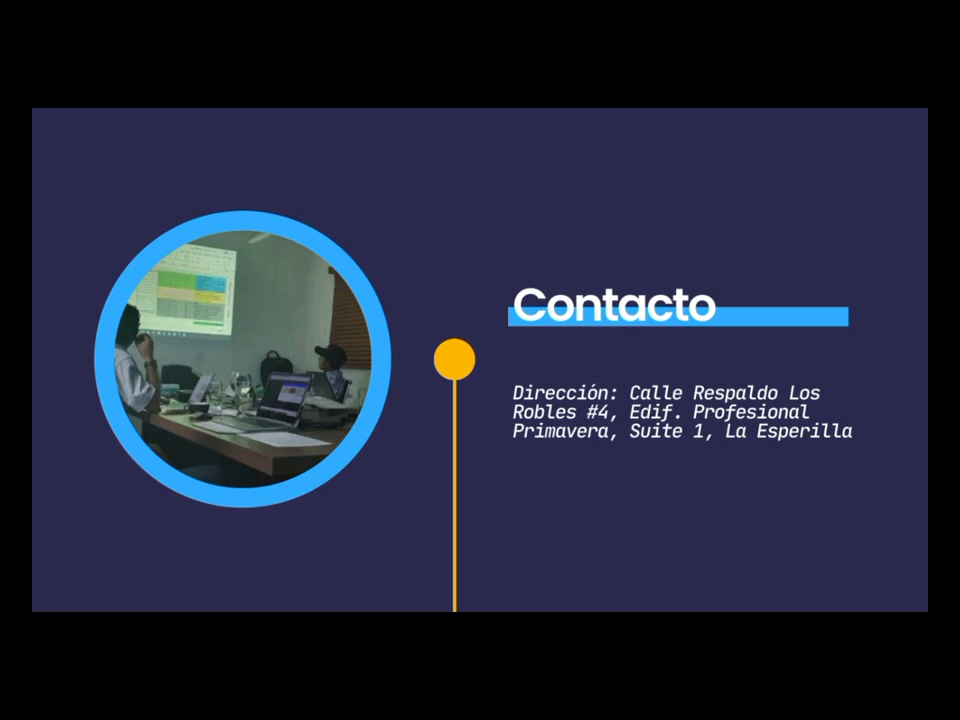 Contacto
Dirección: Calle Respaldo Los
Robles #4, Edif. Profesional
Primavera, Suite 1, La Esperilla